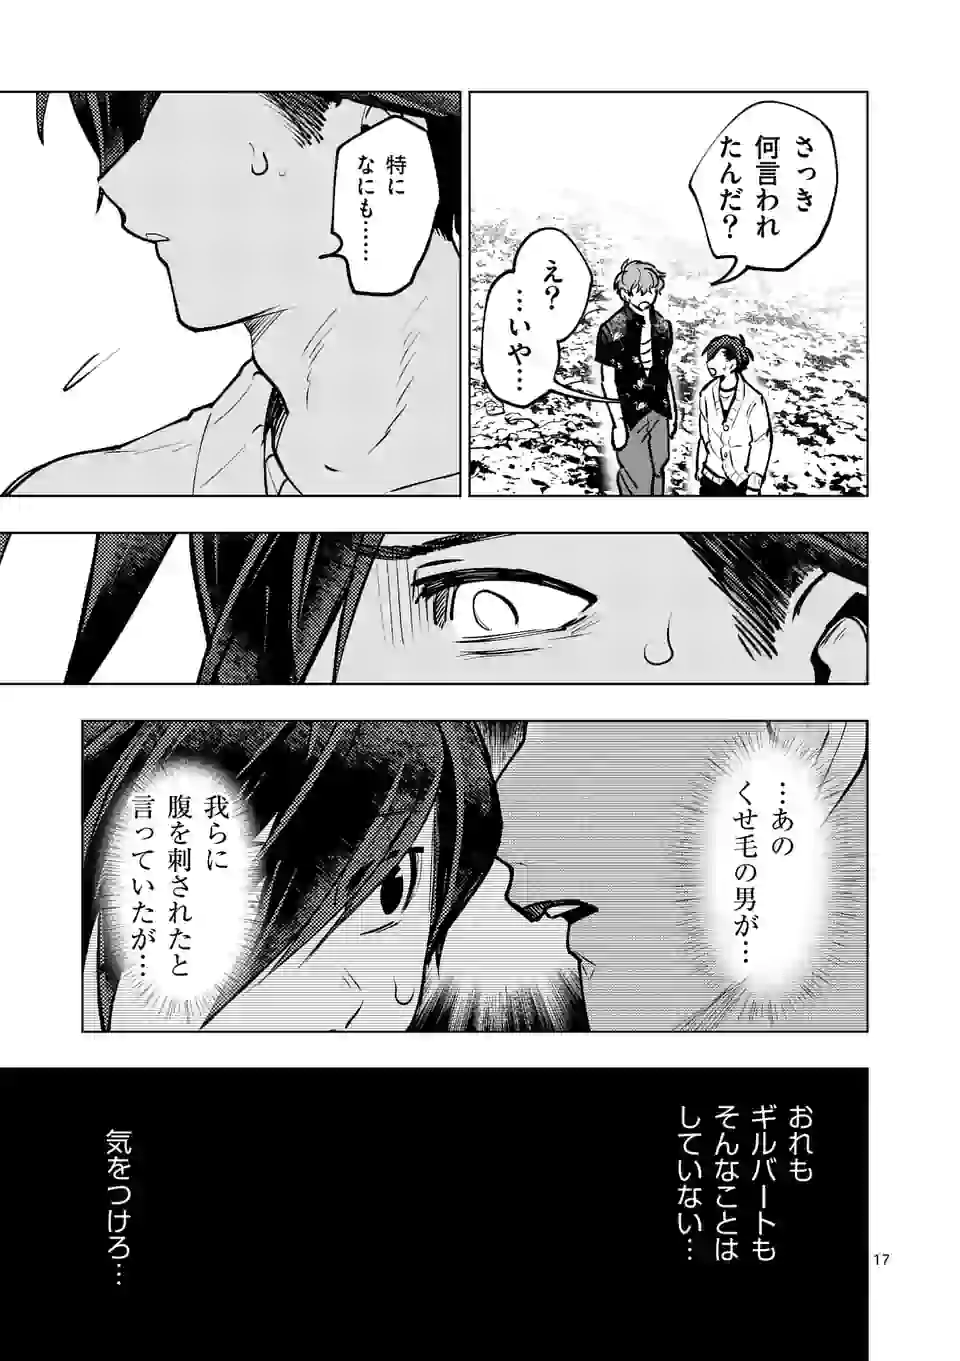 さっき
何言われ
たんだ?
え?
…いや…
特に
なにも……
…あの
くせ毛の男が…
我らに
腹を刺されたと
言っていたが…
おれも
ギルバートも
そんなことは
していない…
気をつけろ…
17